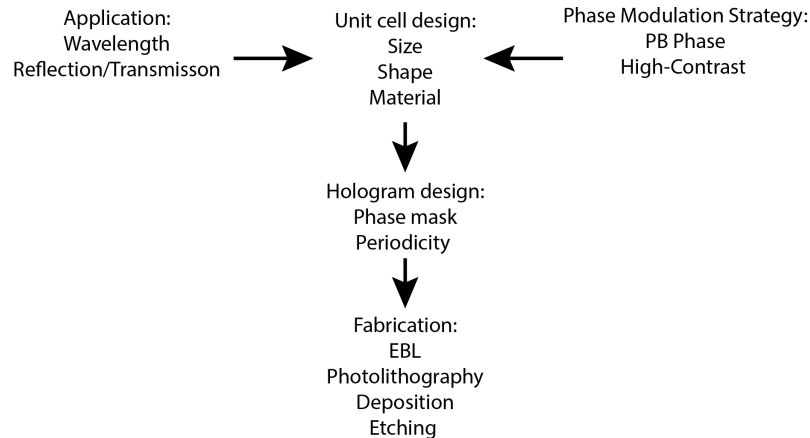 Application:
Wavelength
Reflection/Transmisson
Unit cell design:
Size
Shape
Material
Phase Modulation Strategy:
PB Phase
High-Contrast
Hologram design:
Phase mask
Periodicity
Fabrication:
EBL
Photolithography
Deposition
Etching